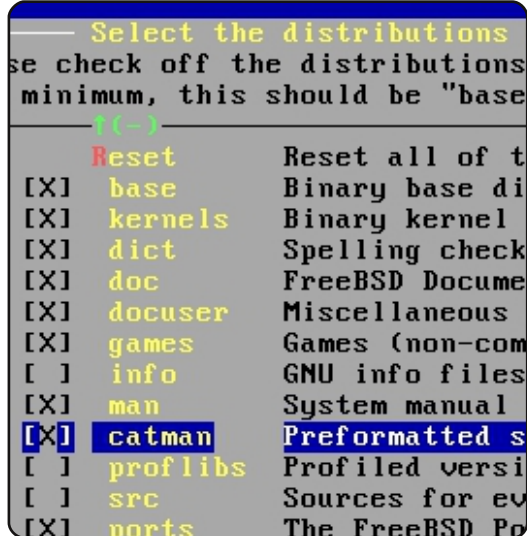 Select the distributions
se check off the distributions
minimum, this should be "base
↑(-)
Reset Reset all of t
[X] base Binary base di
[X] kernels Binary kernel
[X] dict Spelling check
[X] doc FreeBSD Docume
[X] docuser Miscellaneous
[X] games Games (non-com
[ ] info GNU info files
[X] man System manual
[X] catman Preformatted s
[ ] proflibs Profiled versi
[ ] src Sources for ev
[X] ports The FreeBSD Po